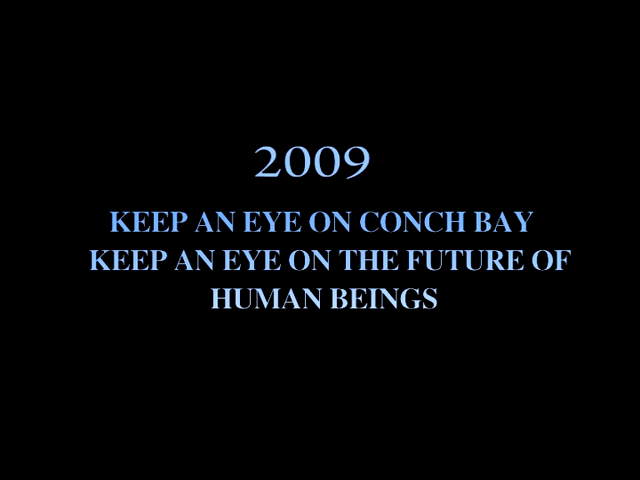 2009
KEEP AN EYE ON CONCH BAY
KEEP AN EYE ON THE FUTURE OF
HUMAN BEINGS